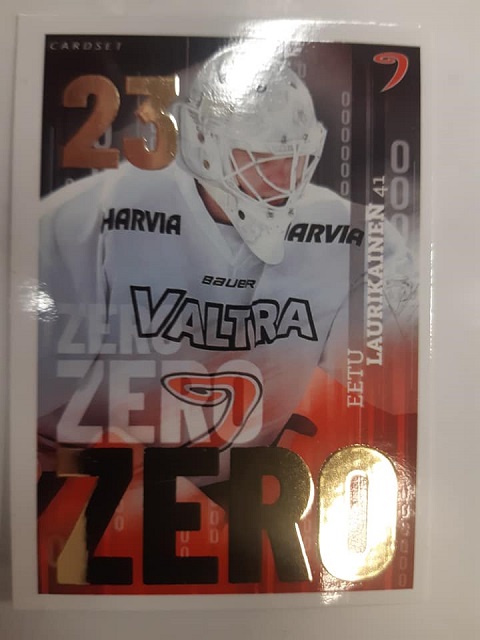 CARDSET
23
HARVIA
HARVIA
BAUER
VALTRA
EETU
LAURIKAINEN 41
ZERO
ZERO
ZERO